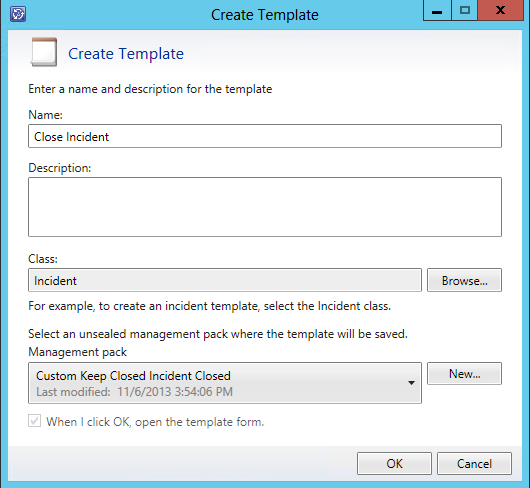 Create Template
Create Template
Enter a name and description for the template
Name:
Close Incident
Description:
Class:
Incident
Browse...
For example, to create an incident template, select the Incident class.
Select an unsealed management pack where the template will be saved.
Management pack
Custom Keep Closed Incident Closed
Last modified: 11/6/2013 3:54:06 PM
New...
When I click OK, open the template form.
OK
Cancel